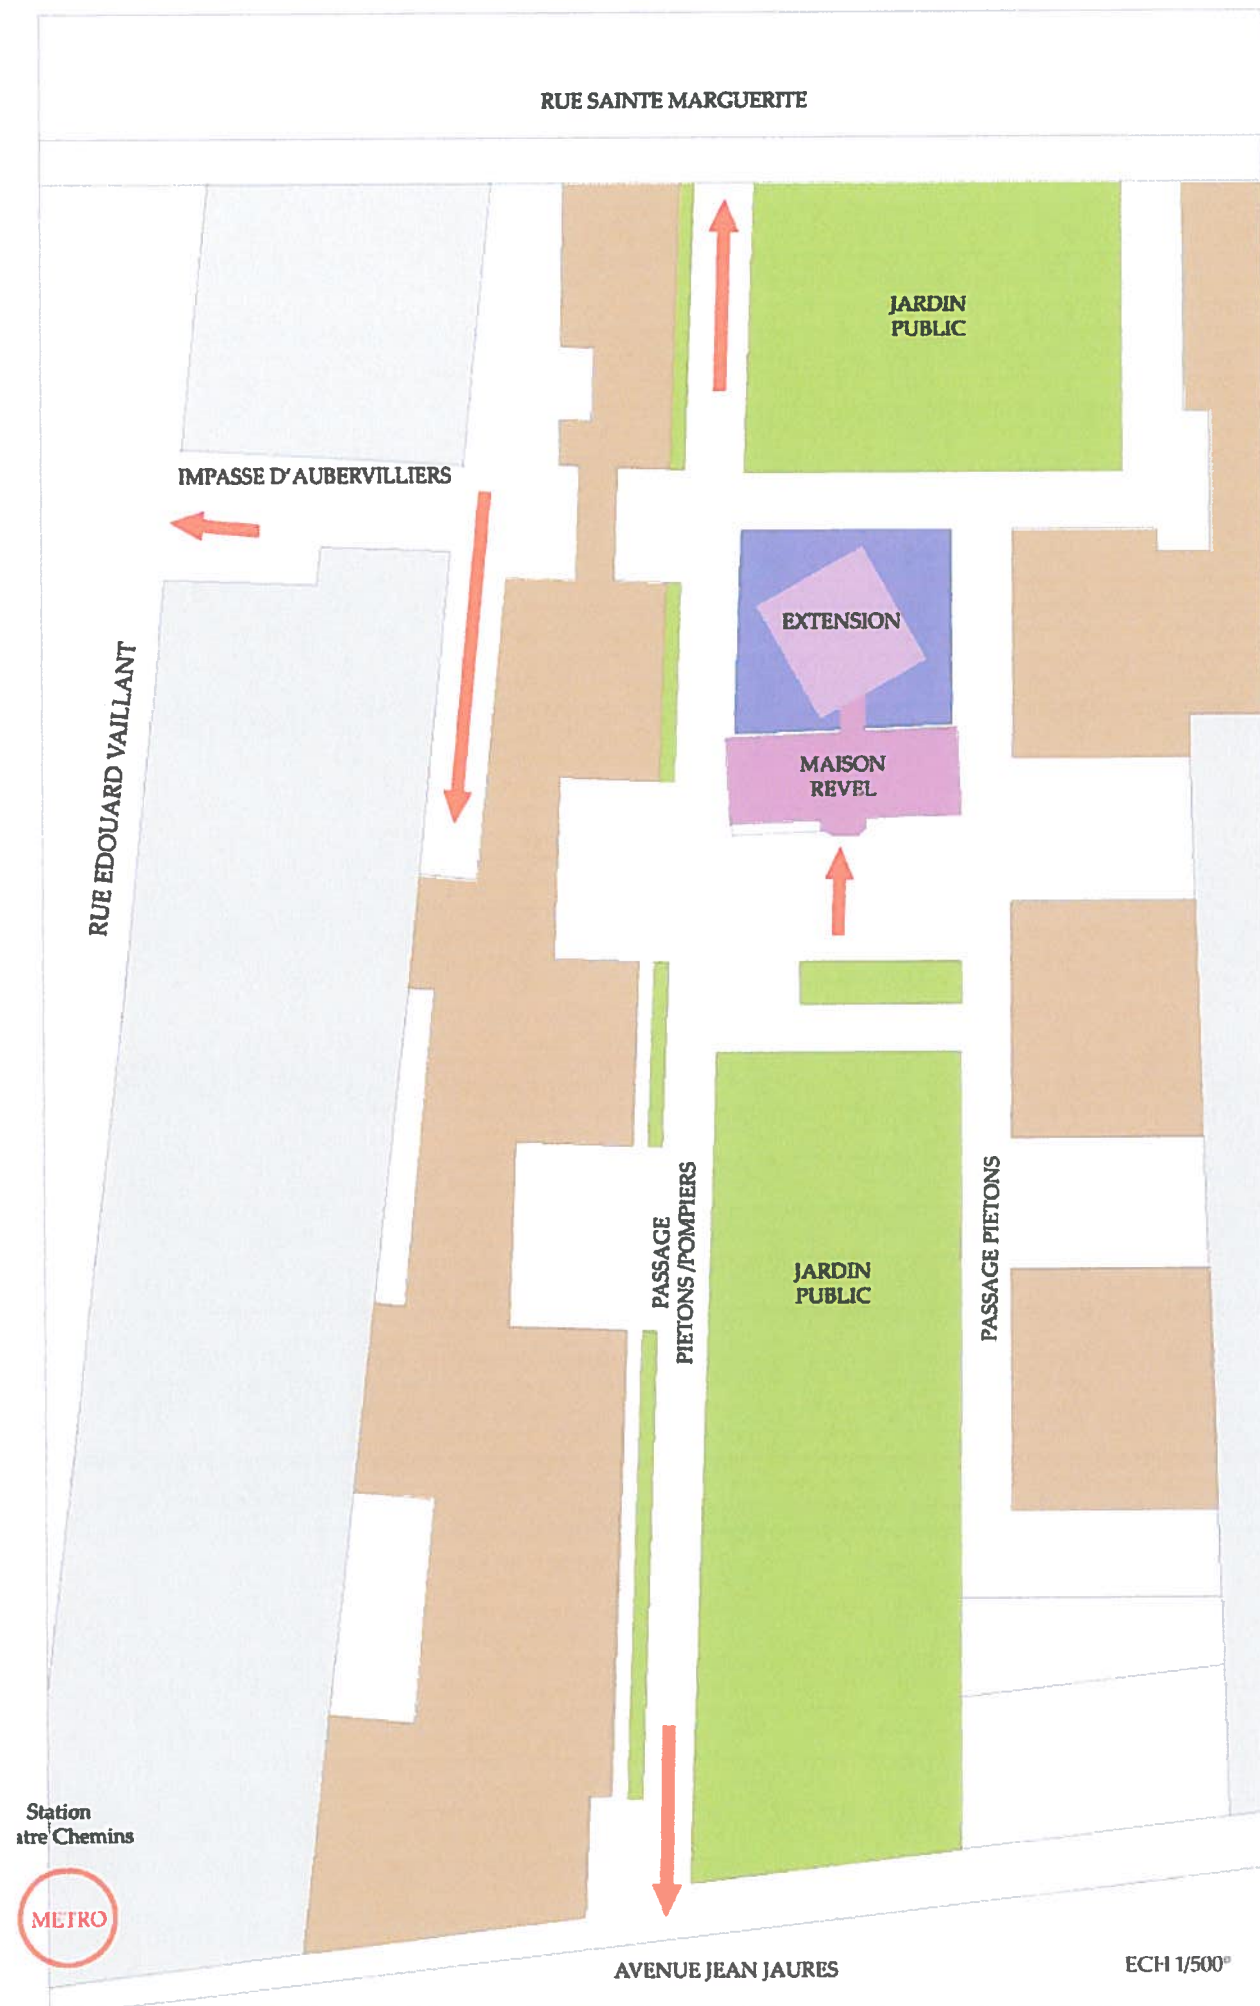 RUE SAINTE MARGUERITE
JARDIN
PUBLIC
IMPASSE D'AUBERVILLIERS
EXTENSION
RUE EDOUARD VAILLANT
MAISON
REVEL
PASSAGE
PIETONS /POMPIERS
PASSAGE PIETONS
JARDIN
PUBLIC
Station
atre Chemins
METRO
AVENUE JEAN JAURES
ECH 1/500°